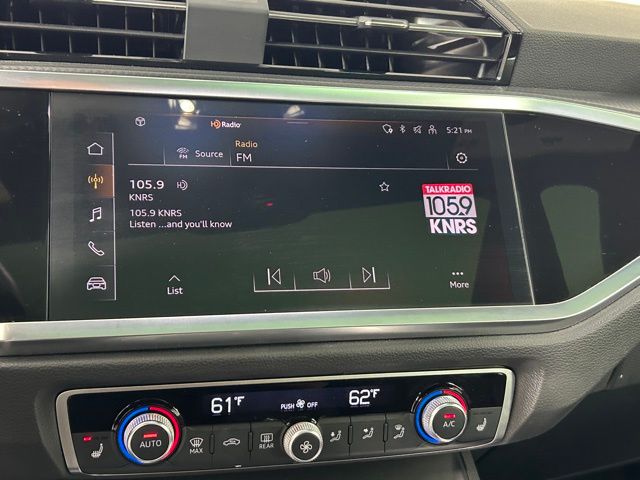 HD Radio
5:21 PM
Radio
FM
Source
FM
105.9
KNRS
105.9 KNRS
Listen ...and you'll know
TALKRADIO
105.9
KNRS
List
More
61°F
PUSH OFF
62°F
AUTO
MAX
REAR
A/C